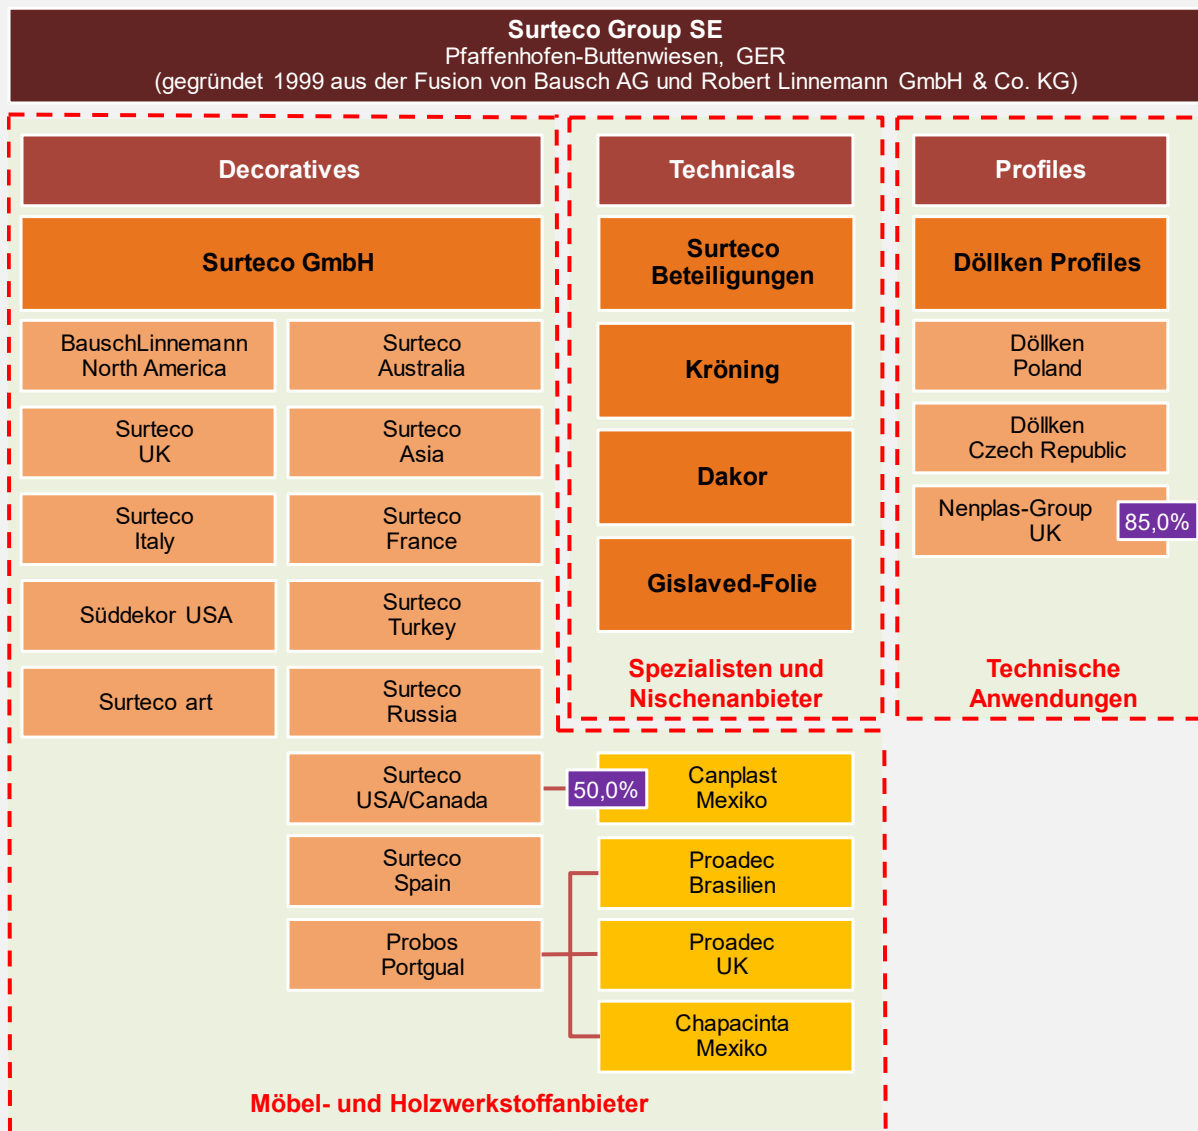 Surteco Group SE
Pfaffenhofen-Buttenwiesen, GER
(gegründet 1999 aus der Fusion von Bausch AG und Robert Linnemann GmbH & Co. KG)
Decoratives
Surteco GmbH
BauschLinnemann
North America
Surteco
Australia
Surteco
UK
Surteco
Asia
Surteco
Italy
Surteco
France
Süddekor USA
Surteco
Turkey
Surteco art
Surteco
Russia
Surteco
USA/Canada
50,0%
Canplast
Mexiko
Surteco
Spain
Probos
Portgual
Proadec
Brasilien
Proadec
UK
Chapacinta
Mexiko
Möbel- und Holzwerkstoffanbieter
Technicals
Surteco
Beteiligungen
Kröning
Dakor
Gislaved-Folie
Spezialisten und
Nischenanbieter
Profiles
Döllken Profiles
Döllken
Poland
Döllken
Czech Republic
Nenplas-Group
UK
85,0%
Technische
Anwendungen